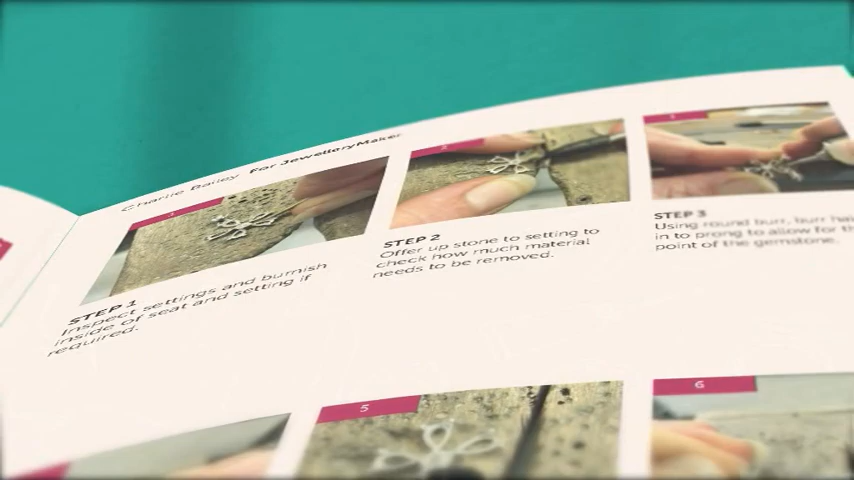 Charlie Bailey For JewelleryMaker
STEP 1
Inspect settings and burnish
inside of seat and setting if
required.
2
STEP 2
Offer up stone to setting to
check how much material
needs to be removed.
STEP 3
Using round burr, burr
in to prong to allow for
point of the gemstone.
5
6